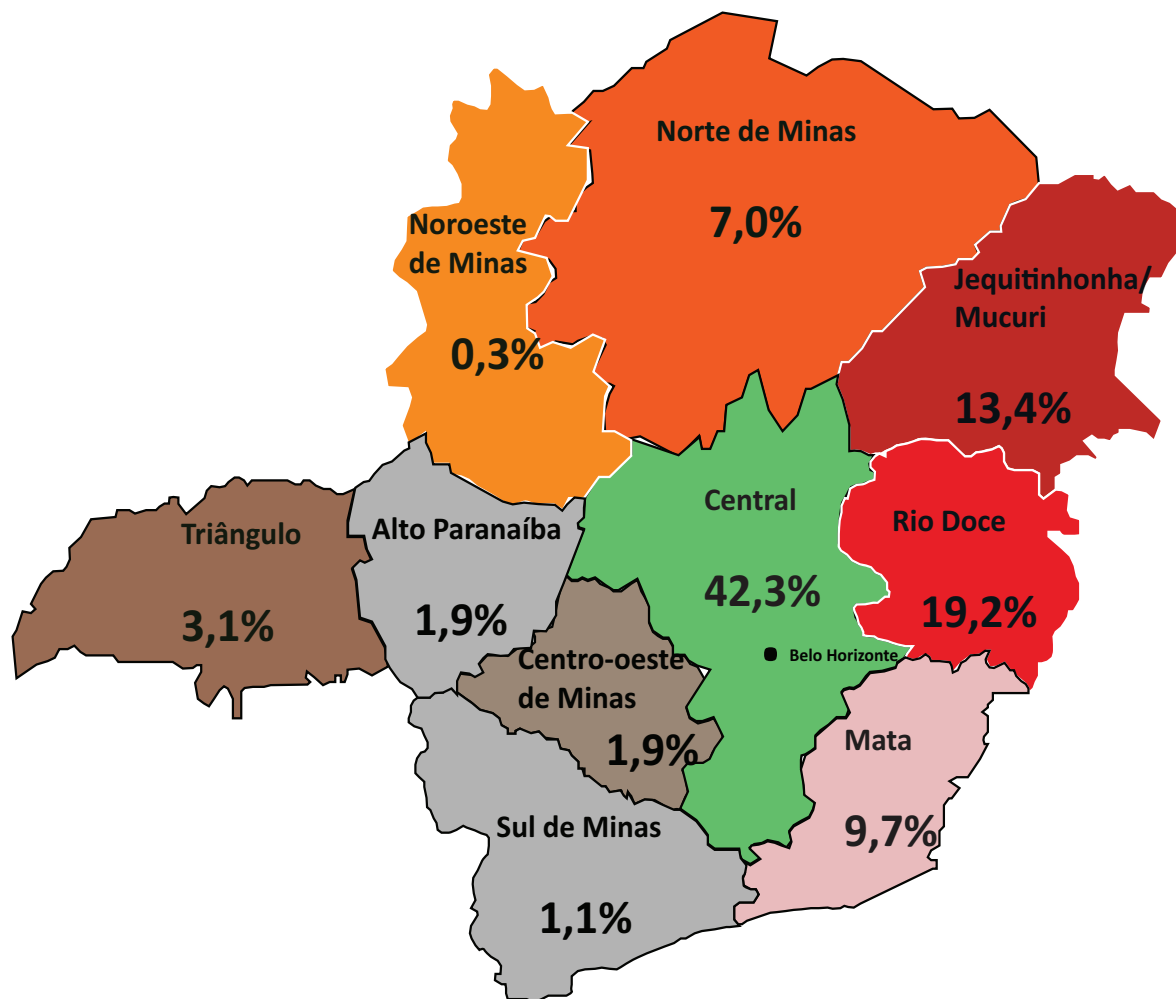 Norte de Minas
7,0%
Noroeste
de Minas
0,3%
Jequitinhonha/
Mucuri
13,4%
Central
42,3%
Belo Horizonte
Rio Doce
19,2%
Triângulo
3,1%
Alto Paranaíba
1,9%
Centro-oeste
de Minas
1,9%
Mata
9,7%
Sul de Minas
1,1%